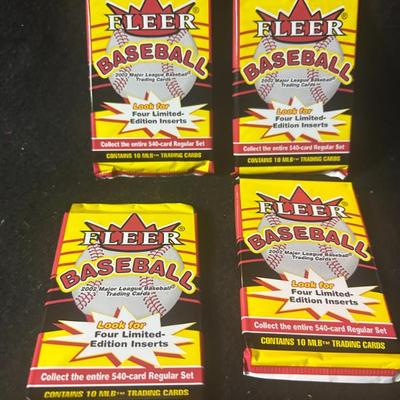 FLEER®
BASEBALL
2002 Major League Baseball®
Trading Cards
Look for
Four Limited-
Edition Inserts
Collect the entire 540-card Regular Set
CONTAINS 10 MLB™ TRADING CARDS
FLEER®
BASEBALL
2002 Major League Baseball®
Trading Cards
Look for
Four Limited-
Edition Inserts
Collect the entire 540-card Regular Set
CONTAINS 10 MLB™ TRADING CARDS
FLEER®
BASEBALL
2002 Major League Baseball®
Trading Cards
Look for
Four Limited-
Edition Inserts
Collect the entire 540-card Regular Set
CONTAINS 10 MLB™ TRADING CARDS
FLEER®
BASEBALL
2002 Major League Baseball®
Trading Cards
Look for
Four Limited-
Edition Inserts
Collect the entire 540-card Regular Set
CONTAINS 10 MLB™ TRADING CARDS